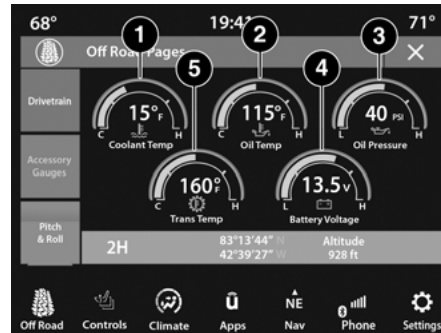 68° 19:41 71°
Off Road Pages
1 2 3 5 4
Drivetrain
Accessory
Gauges
Pitch
& Roll
15°F
C H
Coolant Temp
115°F
C H
Oil Temp
40 PSI
L H
Oil Pressure
160°F
C H
Trans Temp
13.5v
L H
Battery Voltage
2H
83°13'44" N
42°39'27" W
Altitude
928 ft
Off Road
Controls
Climate
û
Apps
NE
Nav
Phone
Settings